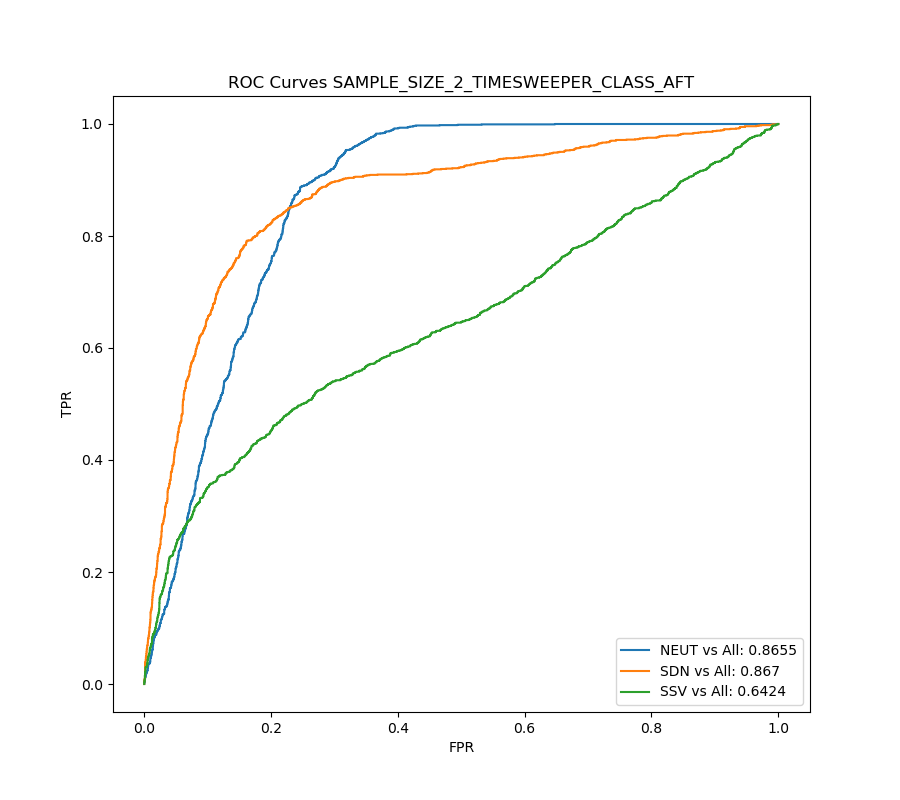 ROC Curves SAMPLE_SIZE_2_TIMESWEEPER_CLASS_AFT
1.0
0.8
0.6
0.4
0.2
0.0
TPR
NEUT vs All: 0.8655
SDN vs All: 0.867
SSV vs All: 0.6424
0.0 0.2 0.4 0.6 0.8 1.0
FPR